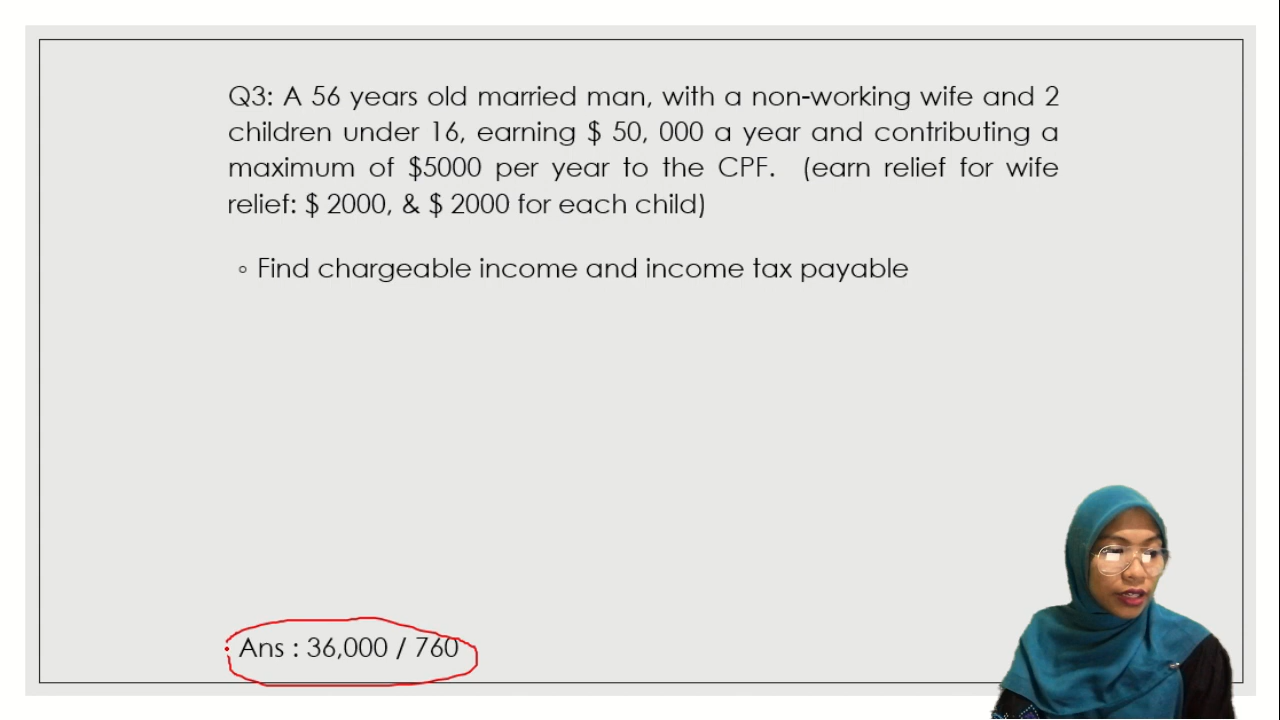 Q3: A 56 years old married man, with a non-working wife and 2
children under 16, earning $ 50, 000 a year and contributing a
maximum of $5000 per year to the CPF. (earn relief for wife
relief: $ 2000, & $ 2000 for each child)
◦ Find chargeable income and income tax payable
Ans : 36,000 / 760